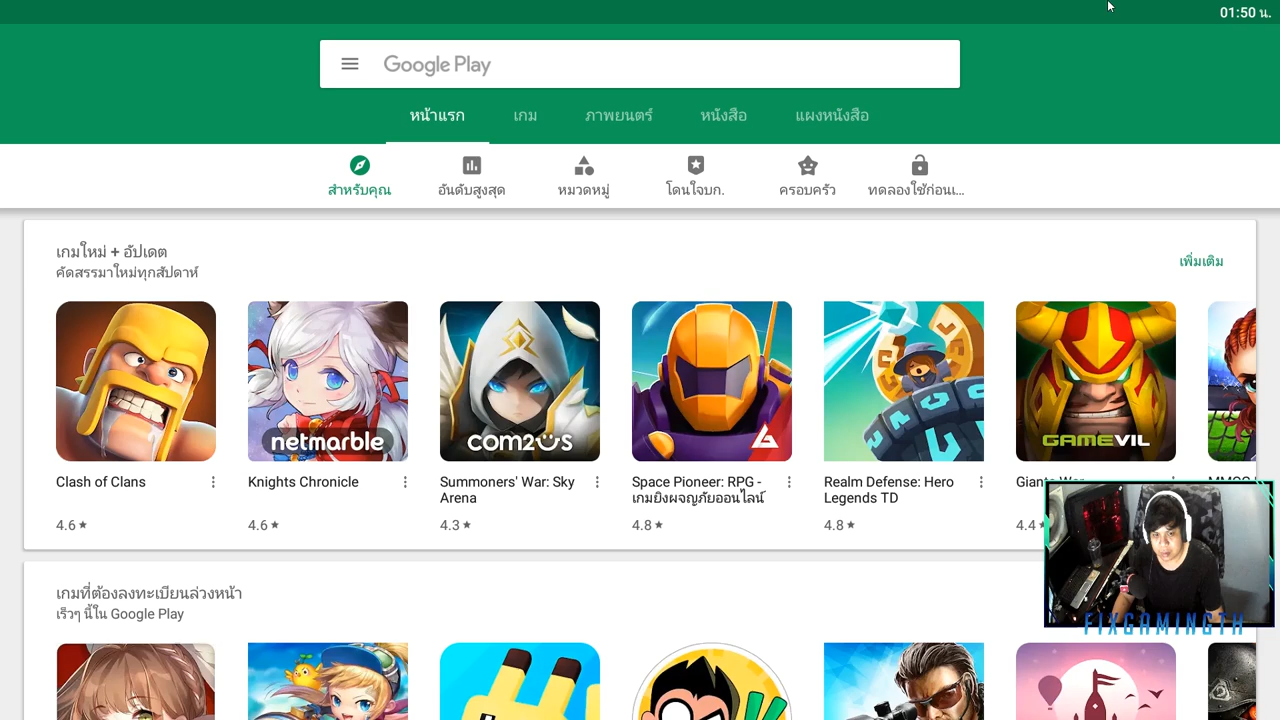 01:50 น.
Google Play
หน้าแรก เกม ภาพยนตร์ หนังสือ แผงหนังสือ
สำหรับคุณ อันดับสูงสุด หมวดหมู่ โดนใจบก. ครอบครัว ทดลองใช้ก่อนเ...
เกมใหม่ + อัปเดต
คัดสรรมาใหม่ทุกสัปดาห์
เพิ่มเติม
netmarble
COM2US
GAMEVIL
Clash of Clans
4.6
Knights Chronicle
4.6
Summoners' War: Sky
Arena
4.3
Space Pioneer: RPG -
เกมยิงผจญภัยออนไลน์
4.8
Realm Defense: Hero
Legends TD
4.8
4.4
FIXGAMINGTH
เกมที่ต้องลงทะเบียนล่วงหน้า
เร็วๆ นี้ใน Google Play